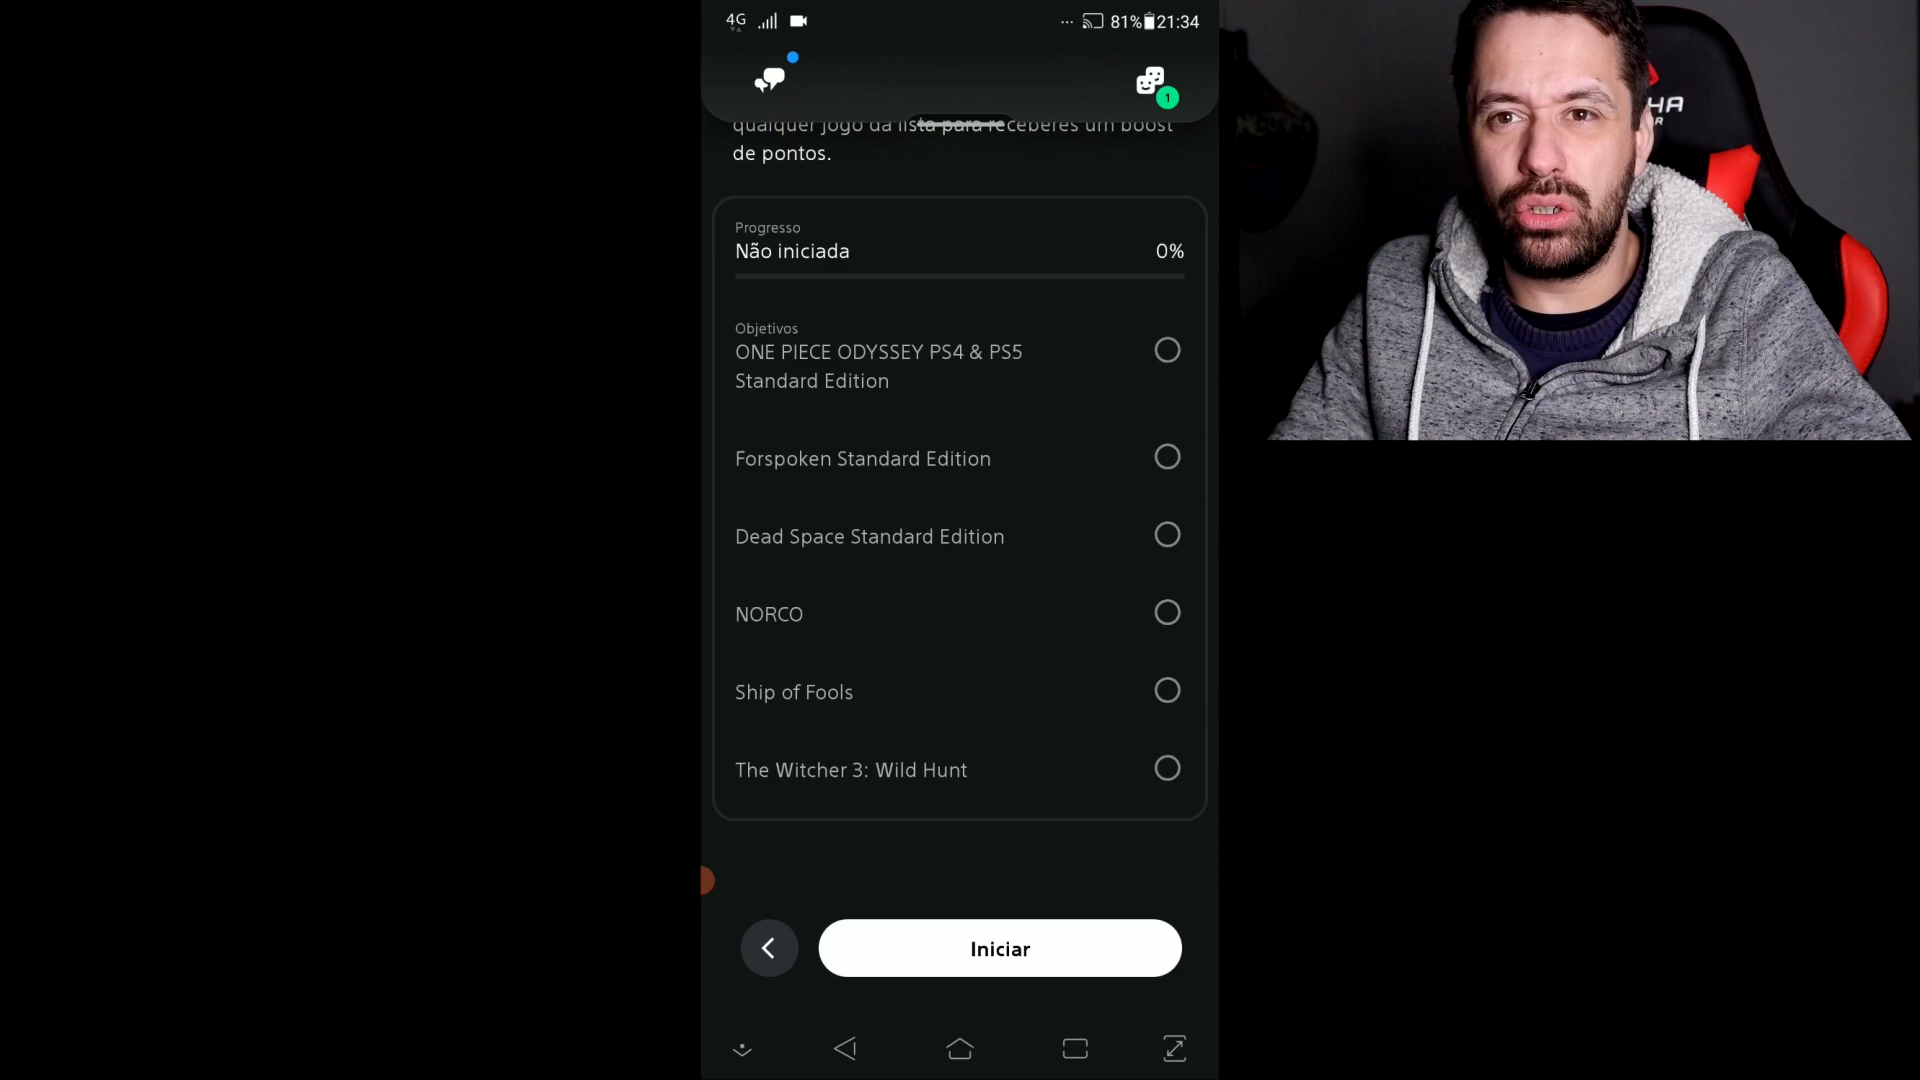 4G
81% 21:34
1
qualquer jogo da lista para receberes um boost
de pontos.
Progresso
Não iniciada 0%
Objetivos
ONE PIECE ODYSSEY PS4 & PS5
Standard Edition
Forspoken Standard Edition
Dead Space Standard Edition
NORCO
Ship of Fools
The Witcher 3: Wild Hunt
Iniciar